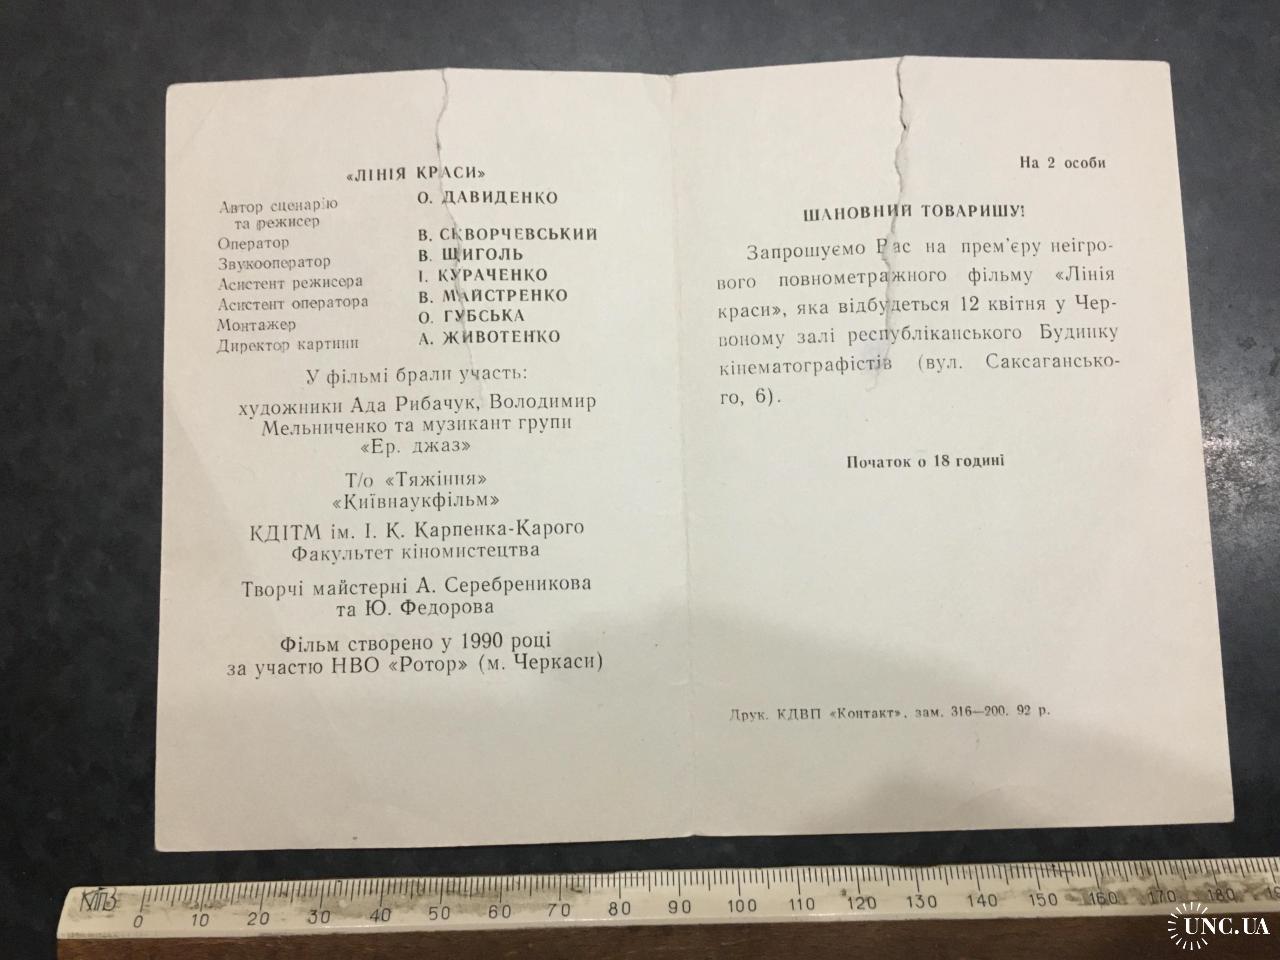 «ЛІНІЯ КРАСИ»
Автор сценарію та режисер О. ДАВИДЕНКО
Оператор В. СКВОРЧЕВСЬКИЙ
Звукооператор В. ЩИГОЛЬ
Асистент режисера І. КУРАЧЕНКО
Асистент оператора В. МАЙСТРЕНКО
Монтажер О. ГУБСЬКА
Директор картини А. ЖИВОТЕНКО
У фільмі брали участь:
художники Ада Рибачук, Володимир
Мельниченко та музикант групи
«Ер. джаз»
Т/о «Тяжіння»
«Київнаукфільм»
КДІТМ ім. І. К. Карпенка-Карого
Факультет кіномистецтва
Творчі майстерні А. Серебреникова
та Ю. Федорова
Фільм створено у 1990 році
за участю НВО «Ротор» (м. Черкаси)
На 2 особи
ШАНОВНИЙ ТОВАРИШУ!
Запрошуємо Вас на прем'єру неігро-
вого повнометражного фільму «Лінія
краси», яка відбудеться 12 квітня у Чер-
воному залі республіканського Будинку
кінематографістів (вул. Саксагансько-
го, 6).
Початок о 18 годині
Друк. КДВП «Контакт», зам. 316—200. 92 р.
КПЗ
0 10 20 30 40 50 60 70 80 90 100 110 120 130 140 150 160 170 180
UNC.UA